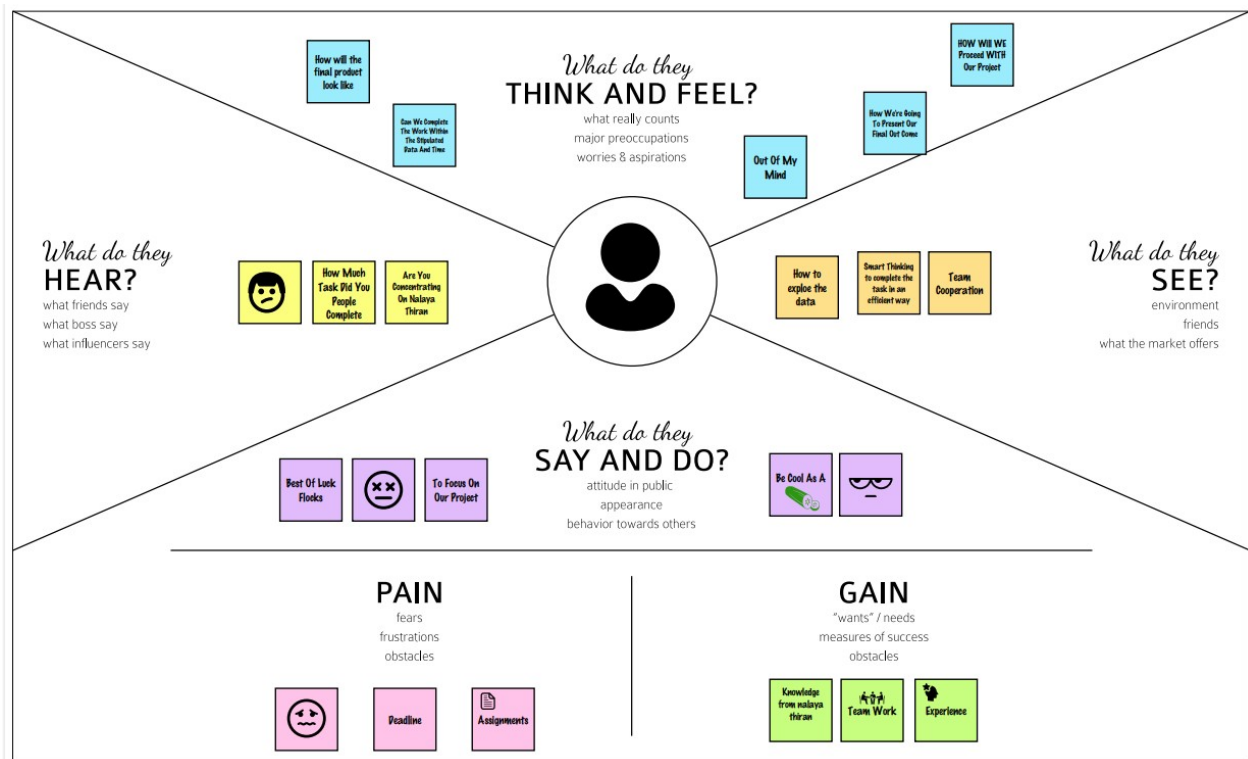 How will the
final product
look like
Can We Complete
The Work Within
The Stipelated
Data And Time
What do they
THINK AND FEEL?
what really counts
major preoccupations
worries & aspirations
Out Of My
Mind
How We're Going
To Present Our
Final Out Come
HOW Will WE
Proceed WITH
Our Project
What do they
HEAR?
what friends say
what boss say
what influencers say
How Much
Task Did You
People
Complete
Are You
Concentrating
On Nalaya
Thiran
How to
exploe the
data
Smart Thinking
to complete the
task in an
efficient way
Team
Cooperation
What do they
SEE?
environment
friends
what the market offers
What do they
SAY AND DO?
attitude in public
appearance
behavior towards others
Best Of Luck
Flocks
To Focus On
Our Project
Be Cool As A
PAIN
fears
frustrations
obstacles
Deadline
Assignments
GAIN
"wants" / needs
measures of success
obstacles
Knowledge
from nalaya
thiran
Team Work
Experience